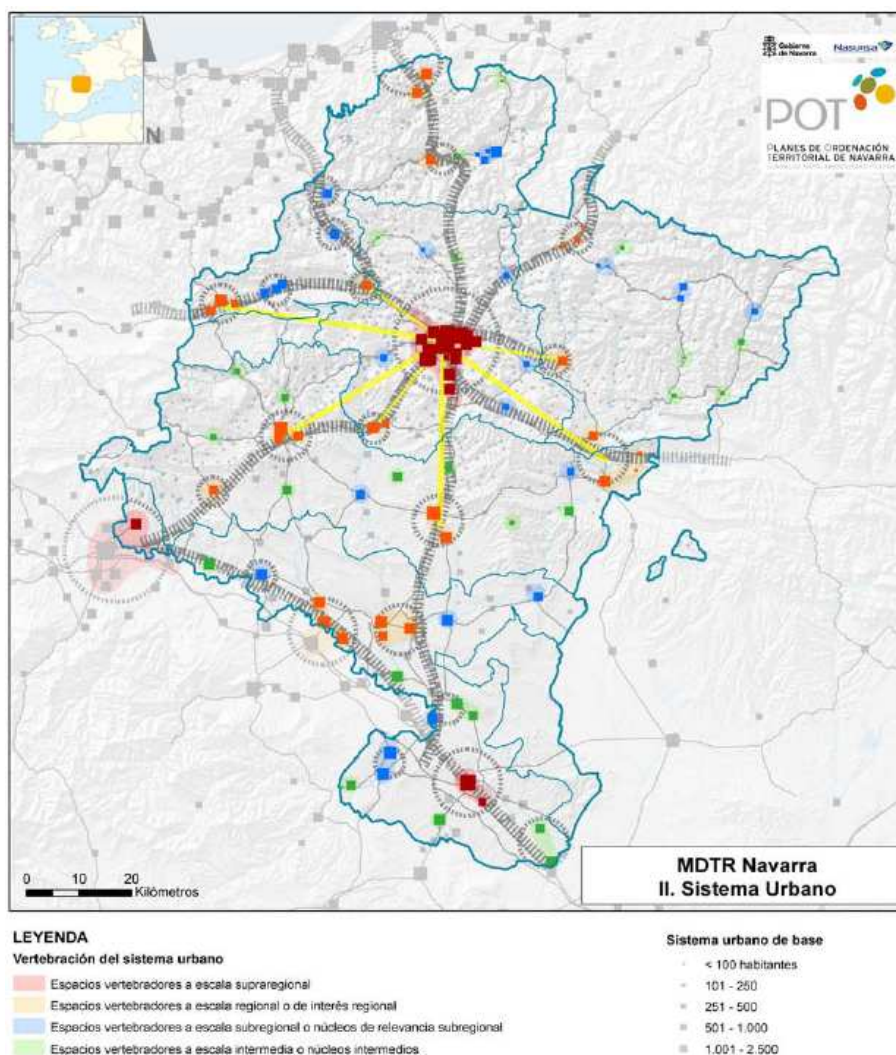 N
Gobierno
de Navarra
Nasursa
POT
PLANES DE ORDENACIÓN
TERRITORIAL DE NAVARRA
MDTR Navarra
II. Sistema Urbano
0 10 20
Kilómetros
LEYENDA
Vertebración del sistema urbano
Espacios vertebradores a escala supraregional
Espacios vertebradores a escala regional o de interés regional
Espacios vertebradores a escala subregional o núcleos de relevancia subregional
Espacios vertebradores a escala intermedia o núcleos intermedios
Sistema urbano de base
< 100 habitantes
101 - 250
251 - 500
501 - 1.000
1.001 - 2.500